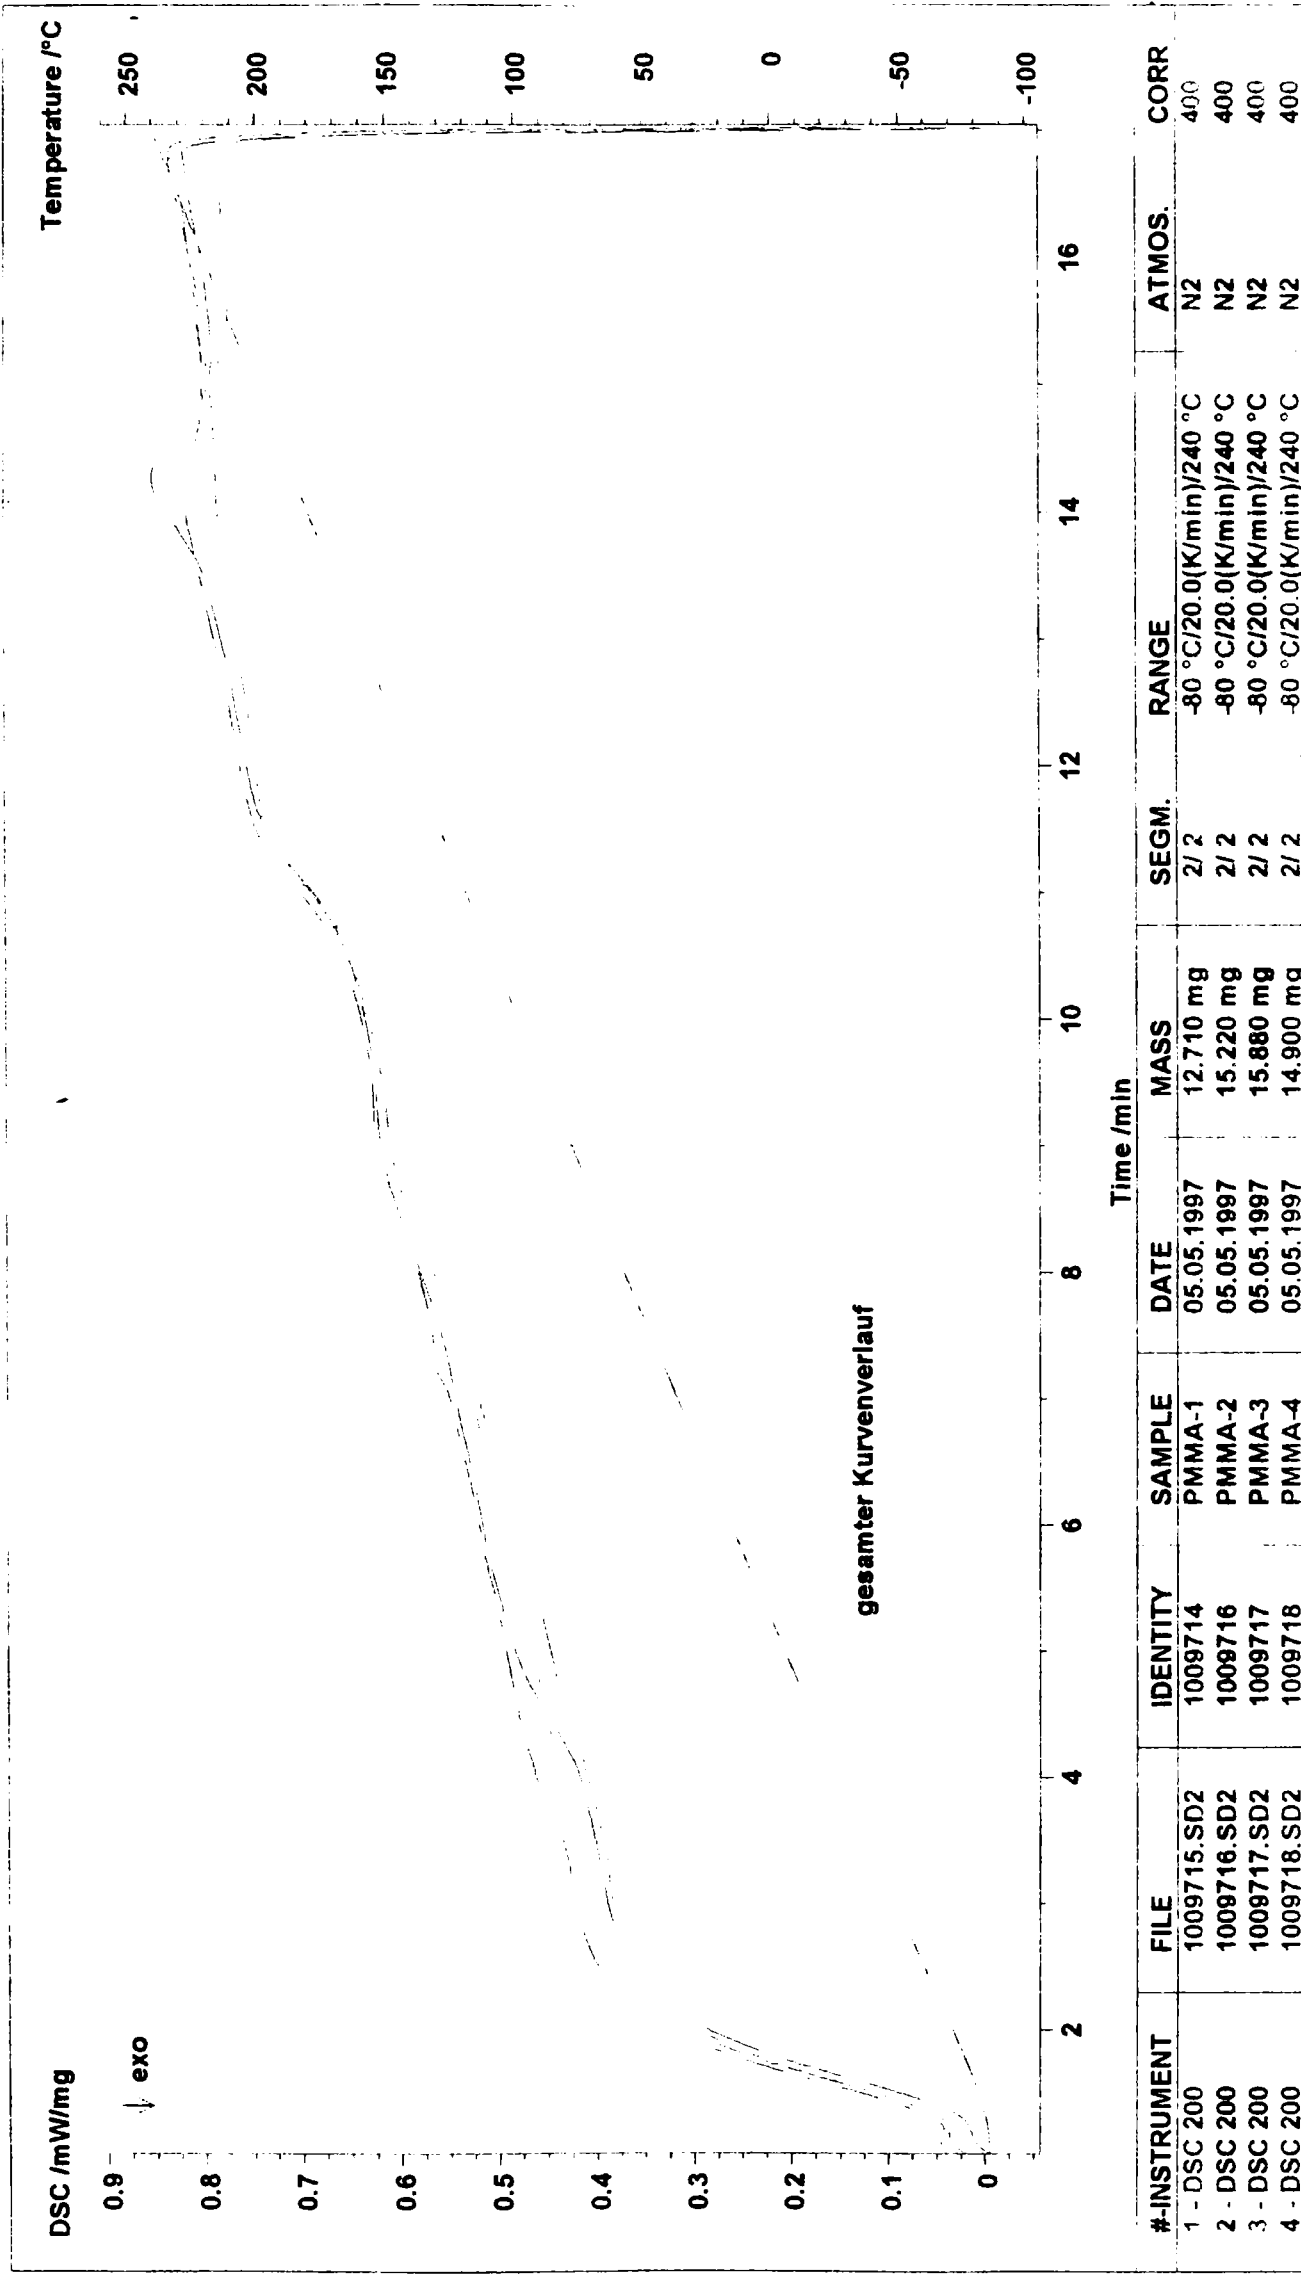 DSC /mW/mg
Temperature /°C
↓ exo
0.9
0.8
0.7
0.6
0.5
0.4
0.3
0.2
0.1
0
250
200
150
100
50
0
-50
-100
gesamter Kurvenverlauf
2 4 6 8 10 12 14 16
Time /min
#-INSTRUMENT FILE IDENTITY SAMPLE DATE MASS SEGM. RANGE ATMOS. CORR
1 - DSC 200 1009715.SD2 1009714 PMMA-1 05.05.1997 12.710 mg 2/ 2 -80 °C/20.0(K/min)/240 °C N2 400
2 - DSC 200 1009716.SD2 1009716 PMMA-2 05.05.1997 15.220 mg 2/ 2 -80 °C/20.0(K/min)/240 °C N2 400
3 - DSC 200 1009717.SD2 1009717 PMMA-3 05.05.1997 15.880 mg 2/ 2 -80 °C/20.0(K/min)/240 °C N2 400
4 - DSC 200 1009718.SD2 1009718 PMMA-4 05.05.1997 14.900 mg 2/ 2 -80 °C/20.0(K/min)/240 °C N2 400